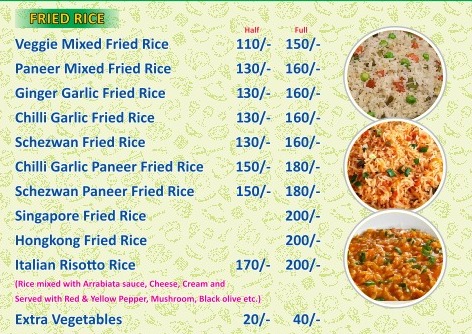 FRIED RICE
Half Full
Veggie Mixed Fried Rice 110/- 150/-
Paneer Mixed Fried Rice 130/- 160/-
Ginger Garlic Fried Rice 130/- 160/-
Chilli Garlic Fried Rice 130/- 160/-
Schezwan Fried Rice 130/- 160/-
Chilli Garlic Paneer Fried Rice 150/- 180/-
Schezwan Paneer Fried Rice 150/- 180/-
Singapore Fried Rice 200/-
Hongkong Fried Rice 200/-
Italian Risotto Rice 170/- 200/-
(Rice mixed with Arrabiata sauce, Cheese, Cream and
Served with Red & Yellow Pepper, Mushroom, Black olive etc.)
Extra Vegetables 20/- 40/-